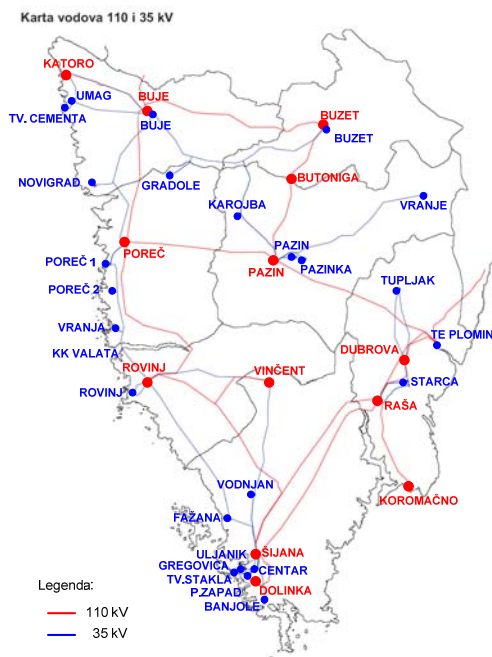 Karta vodova 110 i 35 kV
KATORO
UMAG
TV. CEMENTA
BUJE
BUJE
BUZET
BUZET
NOVIGRAD
GRADOLE
BUTONIGA
KAROJBA
VRANJE
POREČ
PAZIN
PAZIN
PAZINKA
POREČ 1
POREČ 2
TUPLJAK
VRANJA
TE PLOMIN
KK VALATA
DUBROVA
ROVINJ
VINČENT
STARCA
ROVINJ
RAŠA
VODNJAN
KOROMAČNO
FAŽANA
ULJANIK
ŠIJANA
GREGOVICA
CENTAR
TV.STAKLA
P.ZAPAD
DOLINKA
BANJOLE
Legenda:
110 kV
35 kV